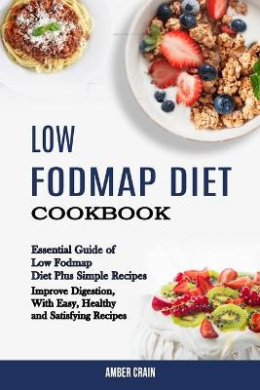 LOW
FODMAP DIET
COOKBOOK
Essential Guide of
Low Fodmap
Diet Plus Simple Recipes
Improve Digestion,
With Easy, Healthy
and Satisfying Recipes
AMBER CRAIN